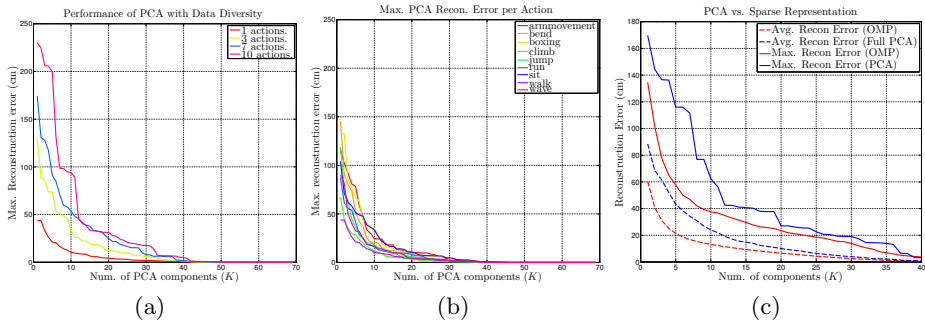 Performance of PCA with Data Diversity
1 actions.
3 actions.
7 actions.
10 actions.
Max. Reconstruction error (cm)
250
200
150
100
50
0
10
20
30
40
50
60
70
Num. of PCA components (K)
(a)
Max. PCA Recon. Error per Action
armmovement
bend
boxing
climb
jump
run
sit
walk
wave
Max. reconstruction error (cm)
250
200
150
100
50
0
0
10
20
30
40
50
60
70
Num. of PCA components (K)
(b)
PCA vs. Sparse Representation
Avg. Recon Error (OMP)
Avg. Recon Error (Full PCA)
Max. Recon Error (OMP)
Max. Recon Error (PCA)
Reconstruction Error (cm)
180
160
140
120
100
80
60
40
20
0
0
5
10
15
20
25
30
35
40
Num. of components (K)
(c)